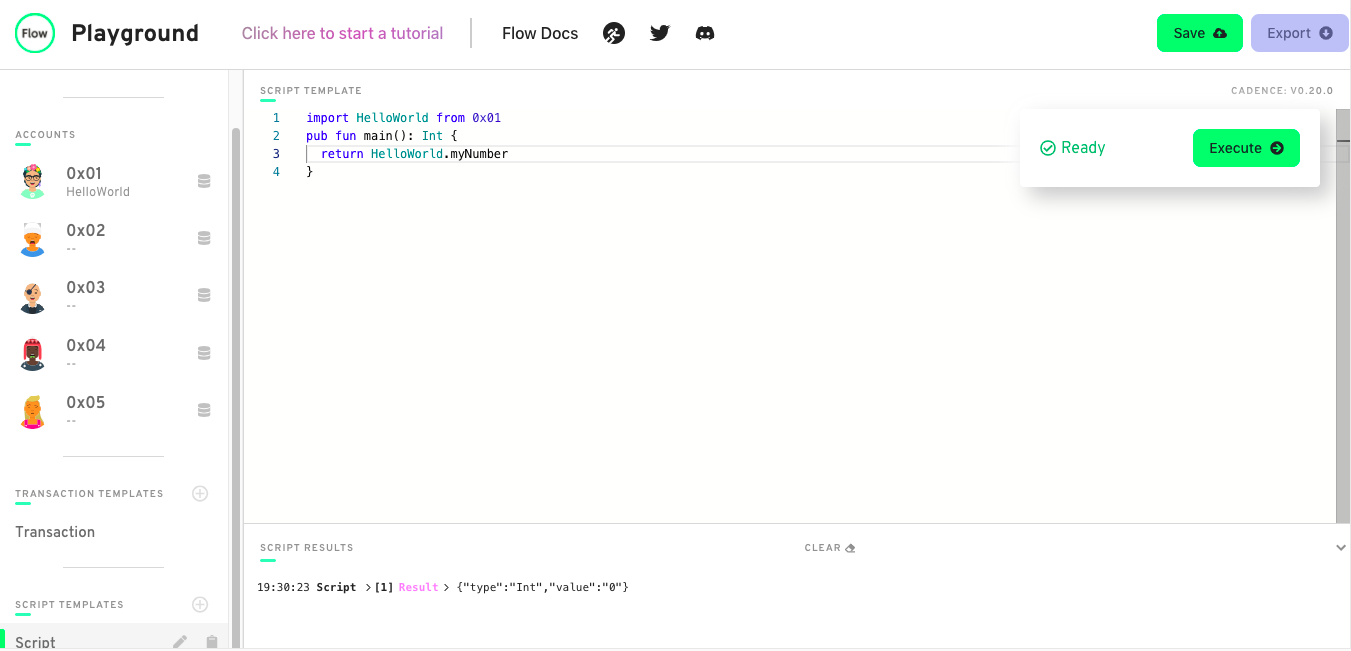 Flow Playground Click here to start a tutorial Flow Docs Save Export
ACCOUNTS
0x01
HelloWorld
0x02
--
0x03
--
0x04
--
0x05
--
TRANSACTION TEMPLATES
Transaction
SCRIPT TEMPLATES
Script
SCRIPT TEMPLATE CADENCE: V0.20.0
1 import HelloWorld from 0x01
2 pub fun main(): Int {
3 return HelloWorld.myNumber
4 }
Ready Execute
SCRIPT RESULTS CLEAR
19:30:23 Script > [1] Result > {"type":"Int","value":"0"}